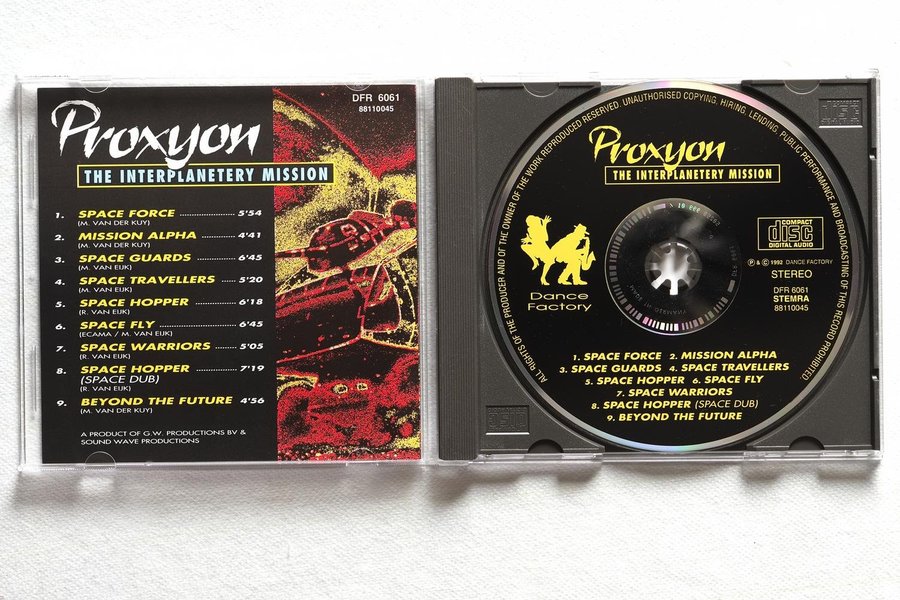 Proxyon
THE INTERPLANETERY MISSION
DFR 6061
88110045
1. SPACE FORCE 5'54
(M. VAN DER KUY)
2. MISSION ALPHA 4'41
(M. VAN DER KUY)
3. SPACE GUARDS 6'45
(M. VAN EIJK)
4. SPACE TRAVELLERS 5'20
(M. VAN EIJK)
5. SPACE HOPPER 6'18
(R. VAN EIJK)
6. SPACE FLY 6'45
(ECAMA / M. VAN EIJK)
7. SPACE WARRIORS 5'05
(R. VAN EIJK)
8. SPACE HOPPER 7'19
(SPACE DUB)
(R. VAN EIJK)
9. BEYOND THE FUTURE 4'56
(M. VAN DER KUY)
A PRODUCT OF G.W. PRODUCTIONS BV &
SOUND WAVE PRODUCTIONS
ALL RIGHTS OF THE PRODUCER AND OF THE OWNER OF THE WORK REPRODUCED RESERVED. UNAUTHORISED COPYING, HIRING, LENDING, PUBLIC PERFORMANCE AND BROADCASTING OF THIS RECORD PROHIBITED.
Proxyon
THE INTERPLANETERY MISSION
COMPACT
disc
DIGITAL AUDIO
℗ & © 1992 DANCE FACTORY
STEREO
DFR 6061
STEMRA
88110045
Dance
Factory
1. SPACE FORCE 2. MISSION ALPHA
3. SPACE GUARDS 4. SPACE TRAVELLERS
5. SPACE HOPPER 6. SPACE FLY
7. SPACE WARRIORS
8. SPACE HOPPER (SPACE DUB)
9. BEYOND THE FUTURE